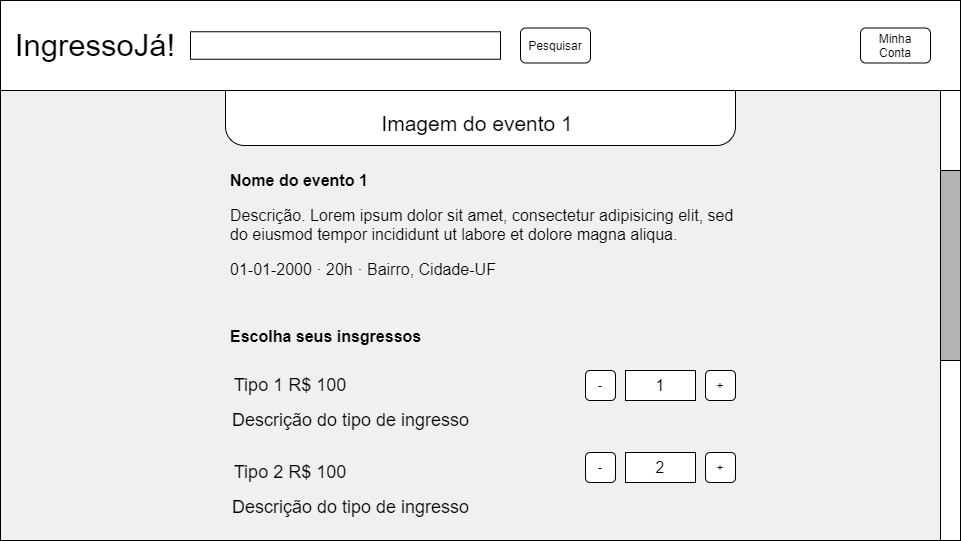 IngressoJá!
Pesquisar
Minha
Conta
Imagem do evento 1
Nome do evento 1
Descrição. Lorem ipsum dolor sit amet, consectetur adipisicing elit, sed
do eiusmod tempor incididunt ut labore et dolore magna aliqua.
01-01-2000 · 20h · Bairro, Cidade-UF
Escolha seus insgressos
Tipo 1 R$ 100
- 1 +
Descrição do tipo de ingresso
Tipo 2 R$ 100
- 2 +
Descrição do tipo de ingresso